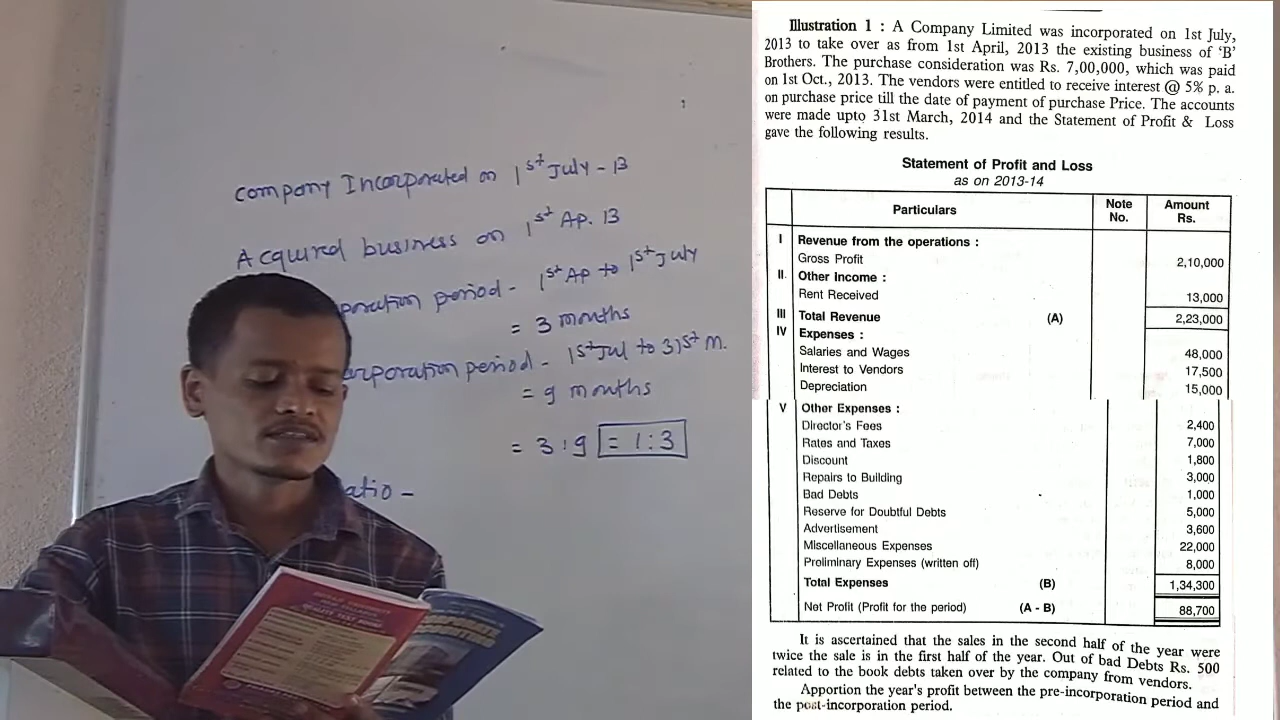 Company Incorporated on 1st July - 13
Acquired business on 1st Ap. 13
poration period - 1st Ap to 1st July
= 3 months
orporation period - 1st Jul to 31st M.
= 9 months
= 3:9 = 1:3
atio -
Illustration 1 : A Company Limited was incorporated on 1st July,
2013 to take over as from 1st April, 2013 the existing business of 'B'
Brothers. The purchase consideration was Rs. 7,00,000, which was paid
on 1st Oct., 2013. The vendors were entitled to receive interest @ 5% p. a.
on purchase price till the date of payment of purchase Price. The accounts
were made upto 31st March, 2014 and the Statement of Profit & Loss
gave the following results.
Statement of Profit and Loss
as on 2013-14
Particulars Note No. Amount Rs.
I Revenue from the operations :
Gross Profit 2,10,000
II. Other Income :
Rent Received 13,000
III Total Revenue (A) 2,23,000
IV Expenses :
Salaries and Wages 48,000
Interest to Vendors 17,500
Depreciation 15,000
V Other Expenses :
Director's Fees 2,400
Rates and Taxes 7,000
Discount 1,800
Repairs to Building 3,000
Bad Debts 1,000
Reserve for Doubtful Debts 5,000
Advertisement 3,600
Miscellaneous Expenses 22,000
Preliminary Expenses (written off) 8,000
Total Expenses (B) 1,34,300
Net Profit (Profit for the period) (A - B) 88,700
It is ascertained that the sales in the second half of the year were
twice the sale is in the first half of the year. Out of bad Debts Rs. 500
related to the book debts taken over by the company from vendors.
Apportion the year's profit between the pre-incorporation period and
the post-incorporation period.